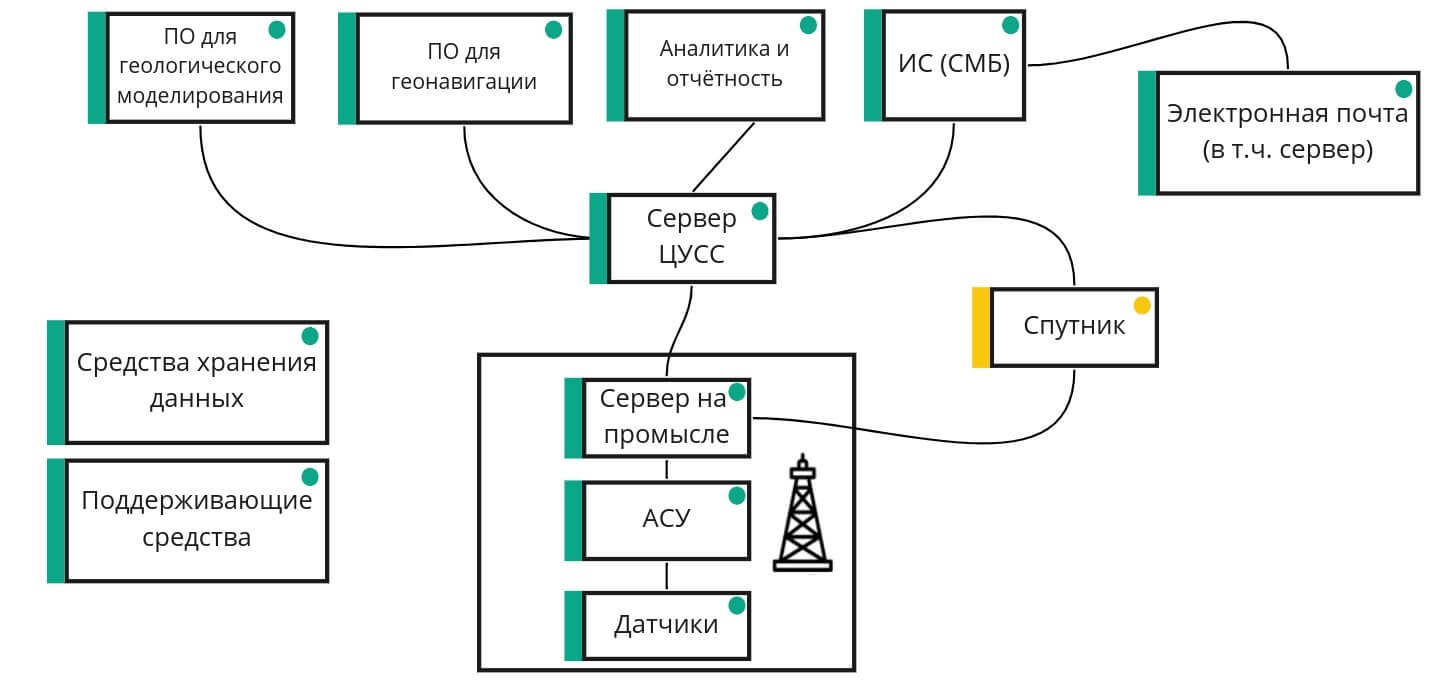 ПО для
геологического
моделирования
ПО для
геонавигации
Аналитика и
отчётность
ИС (СМБ)
Электронная почта
(в т.ч. сервер)
Сервер
ЦУСС
Спутник
Средства хранения
данных
Поддерживающие
средства
Сервер на
промысле
АСУ
Датчики